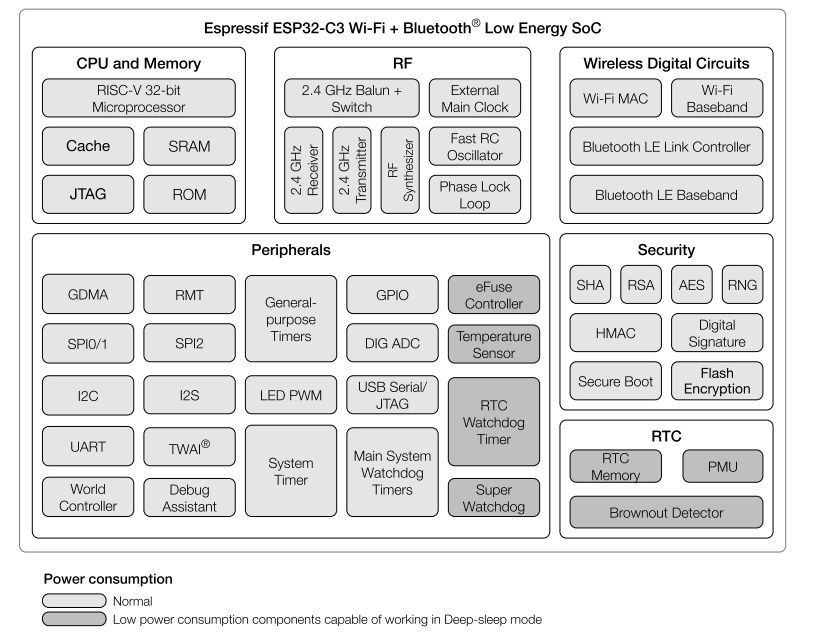 Espressif ESP32-C3 Wi-Fi + Bluetooth® Low Energy SoC
CPU and Memory
RISC-V 32-bit
Microprocessor
Cache
SRAM
JTAG
ROM
RF
2.4 GHz Balun +
Switch
External
Main Clock
2.4 GHz
Receiver
2.4 GHz
Transmitter
RF
Synthesizer
Fast RC
Oscillator
Phase Lock
Loop
Wireless Digital Circuits
Wi-Fi MAC
Wi-Fi
Baseband
Bluetooth LE Link Controller
Bluetooth LE Baseband
Peripherals
GDMA
RMT
General-
purpose
Timers
GPIO
eFuse
Controller
SPI0/1
SPI2
DIG ADC
Temperature
Sensor
I2C
I2S
LED PWM
USB Serial/
JTAG
RTC
Watchdog
Timer
UART
TWAI®
System
Timer
Main System
Watchdog
Timers
World
Controller
Debug
Assistant
Super
Watchdog
Security
SHA
RSA
AES
RNG
HMAC
Digital
Signature
Secure Boot
Flash
Encryption
RTC
RTC
Memory
PMU
Brownout Detector
Power consumption
Normal
Low power consumption components capable of working in Deep-sleep mode